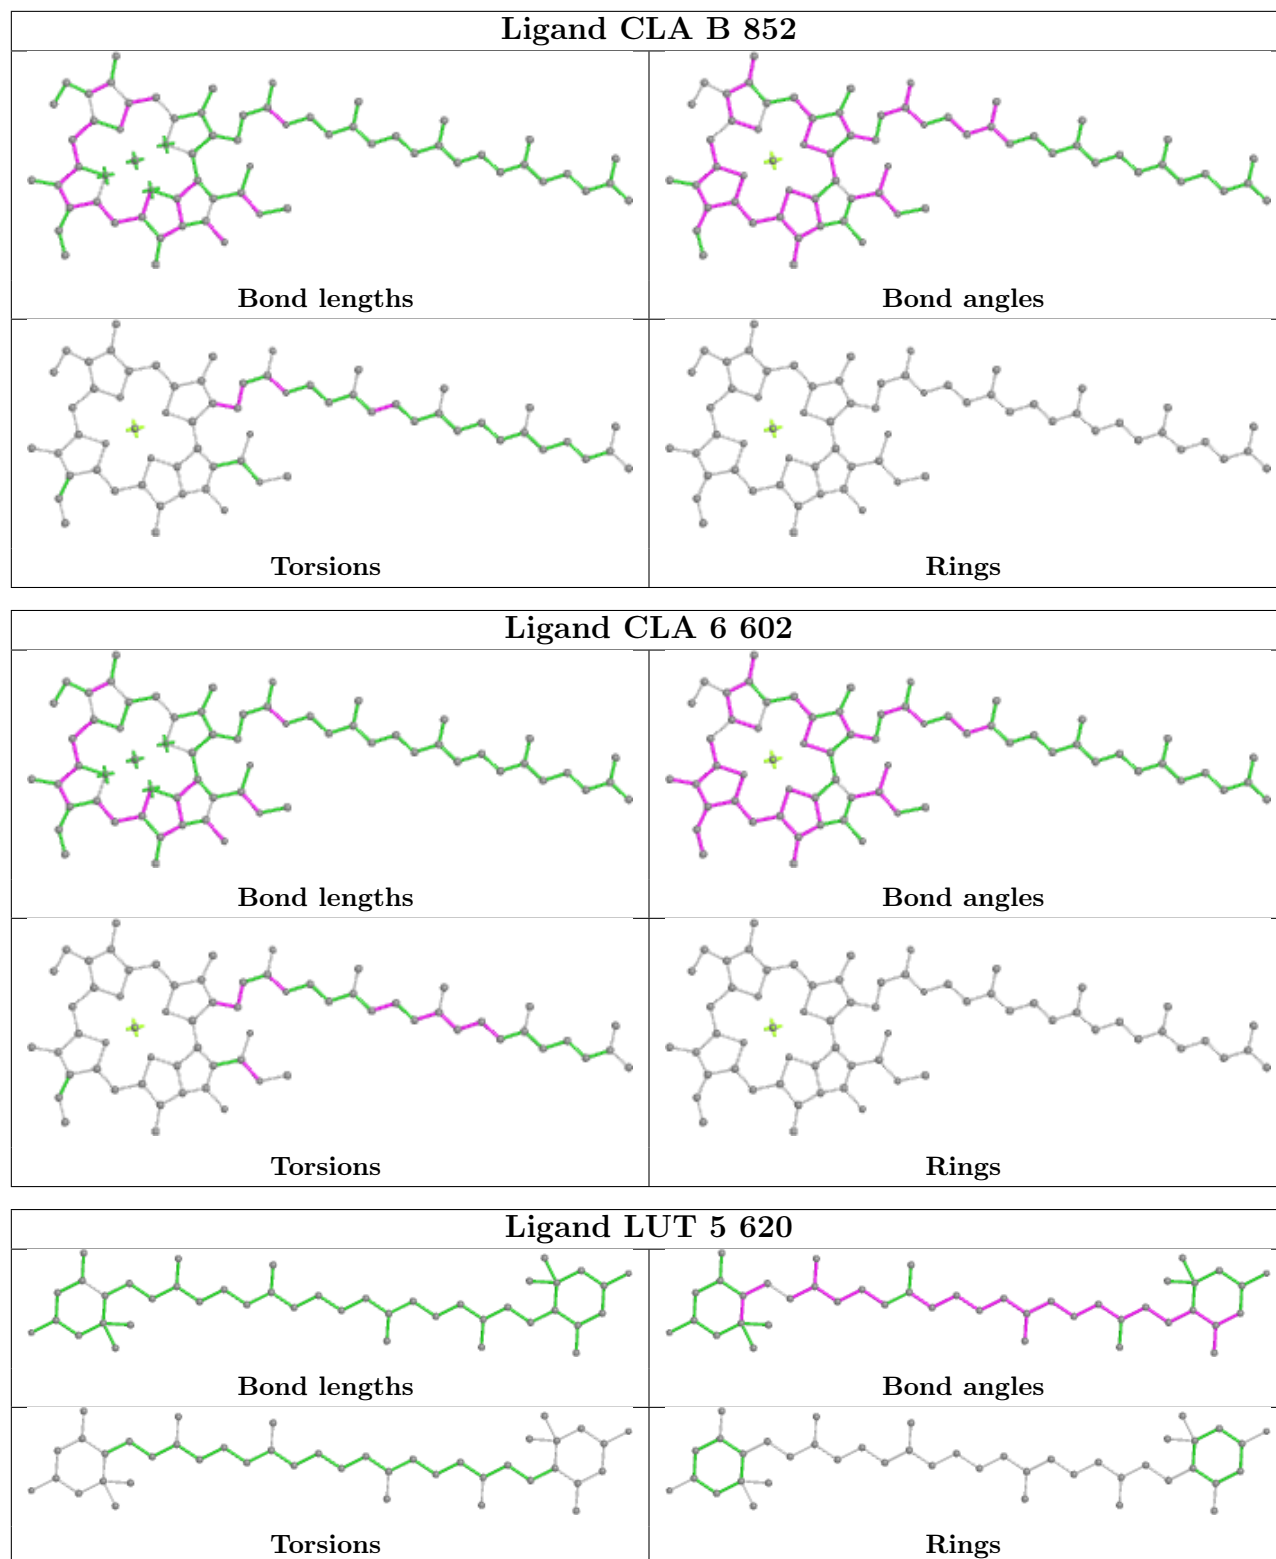 Ligand CLA B 852
Bond lengths
Bond angles
Torsions
Rings
Ligand CLA 6 602
Bond lengths
Bond angles
Torsions
Rings
Ligand LUT 5 620
Bond lengths
Bond angles
Torsions
Rings